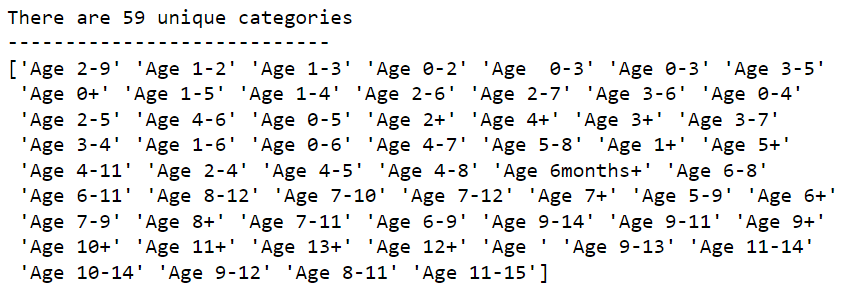 There are 59 unique categories
----------------------------
['Age 2-9' 'Age 1-2' 'Age 1-3' 'Age 0-2' 'Age  0-3' 'Age 0-3' 'Age 3-5'
 'Age 0+' 'Age 1-5' 'Age 1-4' 'Age 2-6' 'Age 2-7' 'Age 3-6' 'Age 0-4'
 'Age 2-5' 'Age 4-6' 'Age 0-5' 'Age 2+' 'Age 4+' 'Age 3+' 'Age 3-7'
 'Age 3-4' 'Age 1-6' 'Age 0-6' 'Age 4-7' 'Age 5-8' 'Age 1+' 'Age 5+'
 'Age 4-11' 'Age 2-4' 'Age 4-5' 'Age 4-8' 'Age 6months+' 'Age 6-8'
 'Age 6-11' 'Age 8-12' 'Age 7-10' 'Age 7-12' 'Age 7+' 'Age 5-9' 'Age 6+'
 'Age 7-9' 'Age 8+' 'Age 7-11' 'Age 6-9' 'Age 9-14' 'Age 9-11' 'Age 9+'
 'Age 10+' 'Age 11+' 'Age 13+' 'Age 12+' 'Age ' 'Age 9-13' 'Age 11-14'
 'Age 10-14' 'Age 9-12' 'Age 8-11' 'Age 11-15']